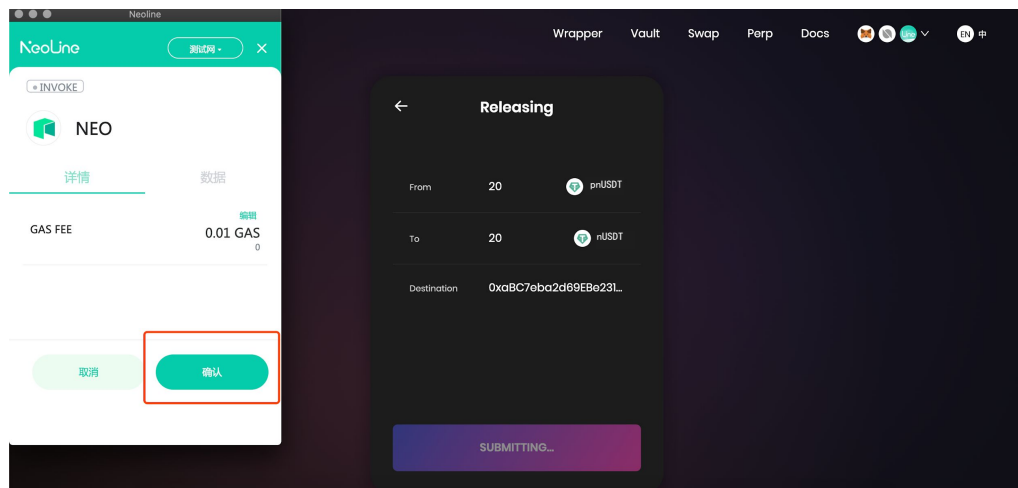 Neoline
NeoLine
测试网
INVOKE
NEO
详情
数据
编辑
GAS FEE
0.01 GAS
0
取消
确认
Wrapper
Vault
Swap
Perp
Docs
Line
EN
中
Releasing
From
20
pnUSDT
To
20
nUSDT
Destination
0xaBC7eba2d69EBe231...
SUBMITTING...